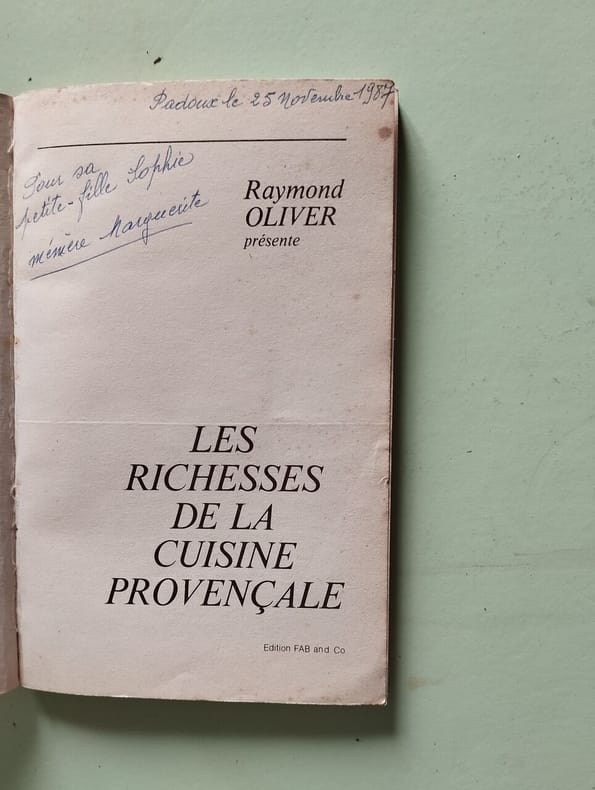 Padoux le 25 Novembre 1987
Pour sa
petite-fille Sophie
mémère Marguerite
Raymond
OLIVER
présente
LES
RICHESSES
DE LA
CUISINE
PROVENÇALE
Edition FAB and Co